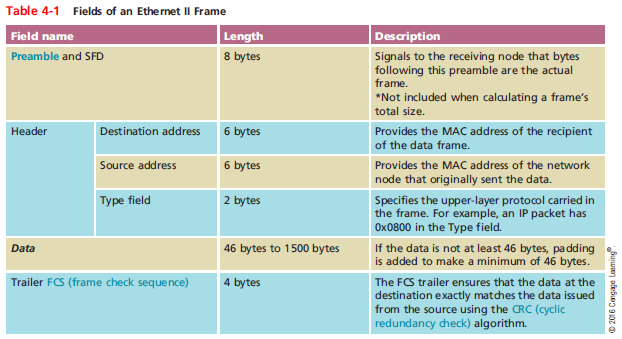 Table 4-1 Fields of an Ethernet II Frame
Field name Length Description
Preamble and SFD 8 bytes Signals to the receiving node that bytes
following this preamble are the actual
frame.
*Not included when calculating a frame's
total size.
Header Destination address 6 bytes Provides the MAC address of the recipient
of the data frame.
Source address 6 bytes Provides the MAC address of the network
node that originally sent the data.
Type field 2 bytes Specifies the upper-layer protocol carried in
the frame. For example, an IP packet has
0x0800 in the Type field.
Data 46 bytes to 1500 bytes If the data is not at least 46 bytes, padding
is added to make a minimum of 46 bytes.
Trailer FCS (frame check sequence) 4 bytes The FCS trailer ensures that the data at the
destination exactly matches the data issued
from the source using the CRC (cyclic
redundancy check) algorithm.
© 2016 Cengage Learning®.